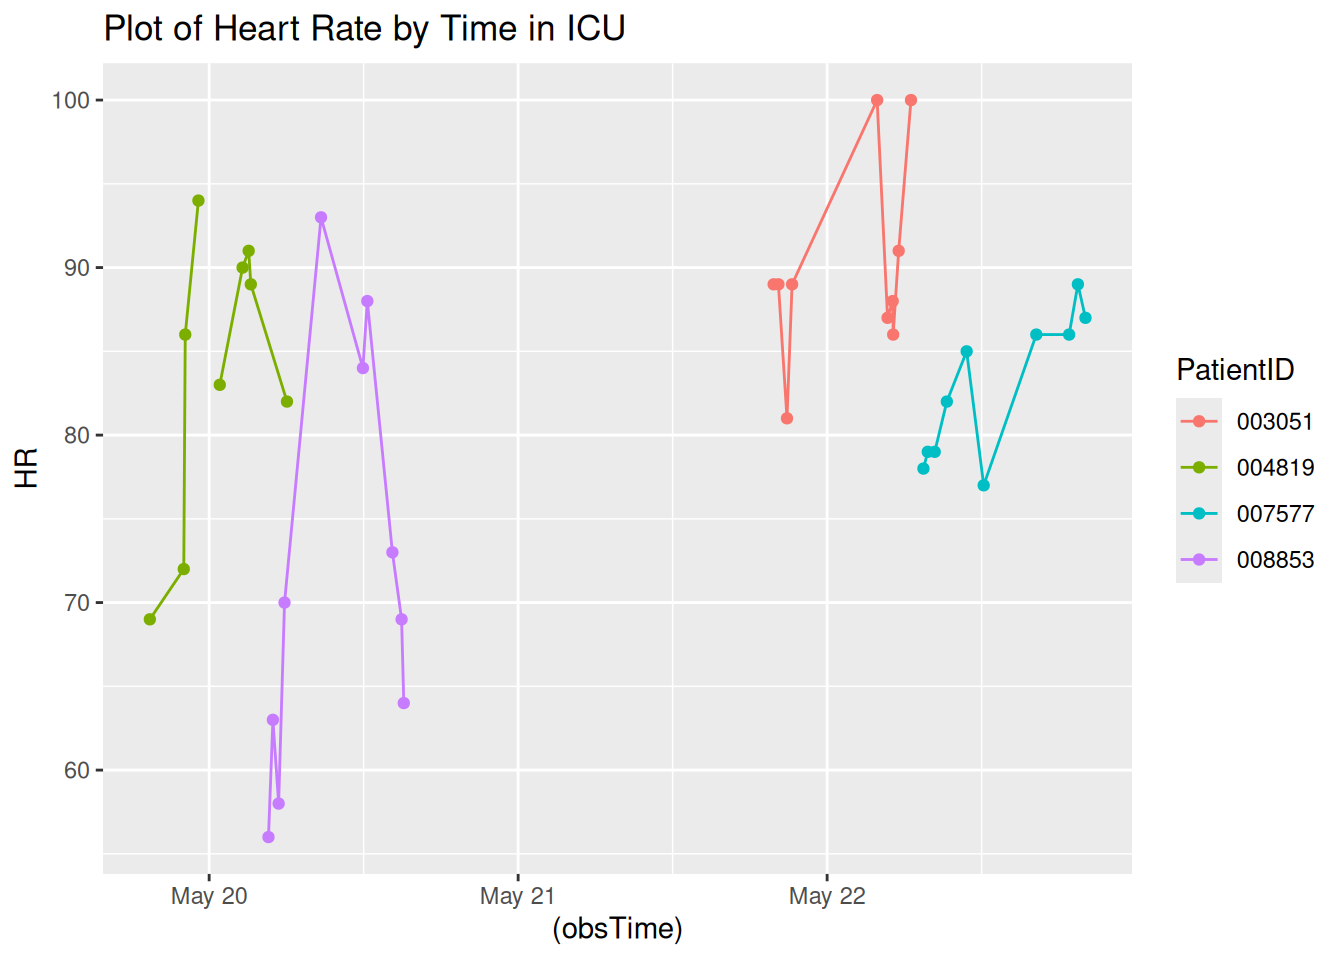 Plot of Heart Rate by Time in ICU
HR
100
90
80
70
60
May 20
May 21
May 22
(obsTime)
PatientID
003051
004819
007577
008853